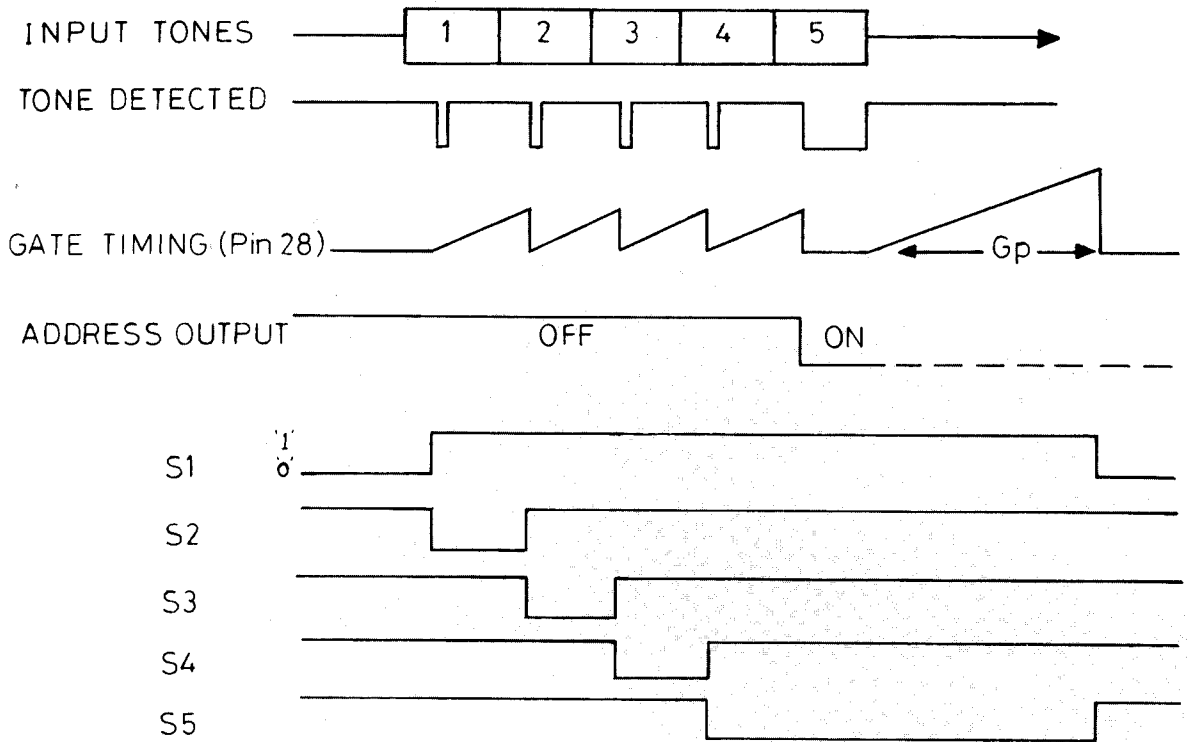 INPUT TONES 1 2 3 4 5
TONE DETECTED
GATE TIMING (Pin 28) Gp
ADDRESS OUTPUT OFF ON
'1'
S1 '0'
S2
S3
S4
S5